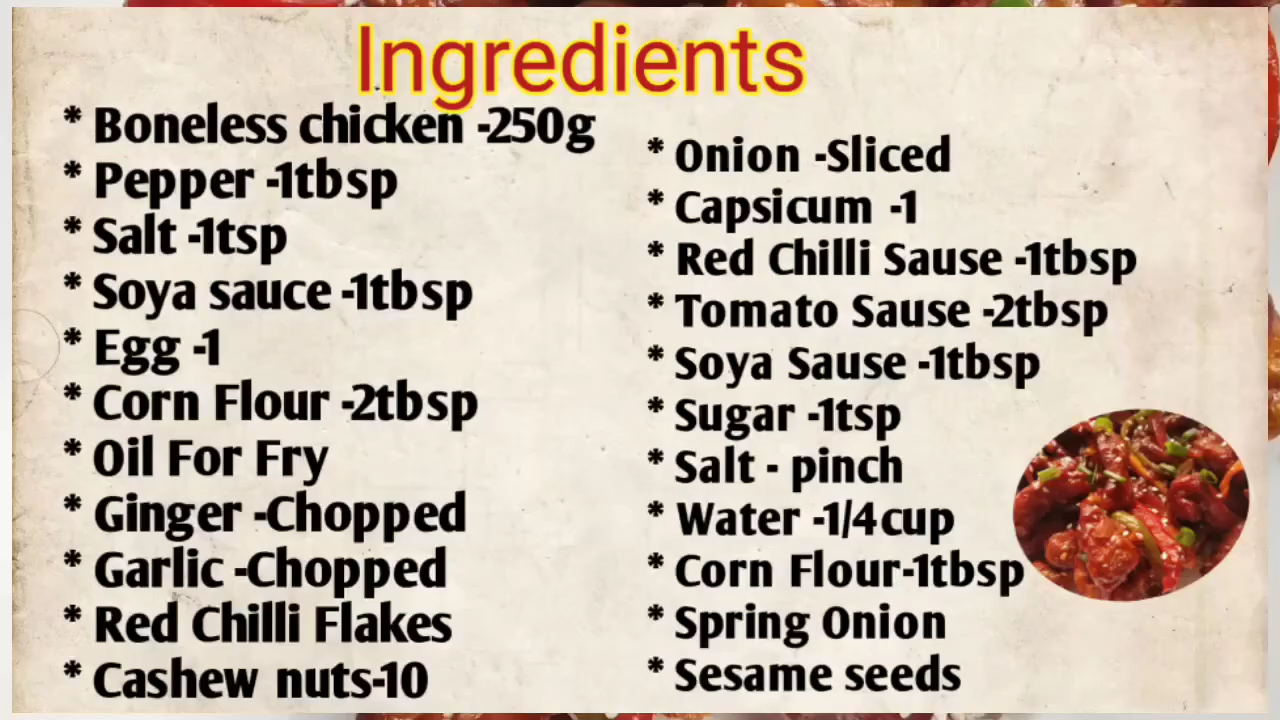 Ingredients
* Boneless chicken -250g
* Pepper -1tbsp
* Salt -1tsp
* Soya sauce -1tbsp
* Egg -1
* Corn Flour -2tbsp
* Oil For Fry
* Ginger -Chopped
* Garlic -Chopped
* Red Chilli Flakes
* Cashew nuts-10
* Onion -Sliced
* Capsicum -1
* Red Chilli Sause -1tbsp
* Tomato Sause -2tbsp
* Soya Sause -1tbsp
* Sugar -1tsp
* Salt - pinch
* Water -1/4cup
* Corn Flour-1tbsp
* Spring Onion
* Sesame seeds